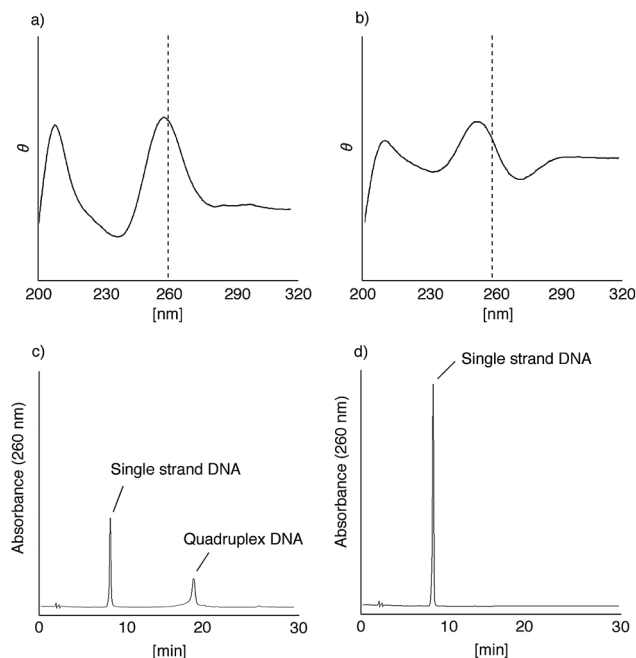 a)
θ
200 230 260 290 320
[nm]
b)
θ
200 230 260 290 320
[nm]
c)
Absorbance (260 nm)
Single strand DNA
Quadruplex DNA
0 10 20 30
[min]
d)
Absorbance (260 nm)
Single strand DNA
0 10 20 30
[min]